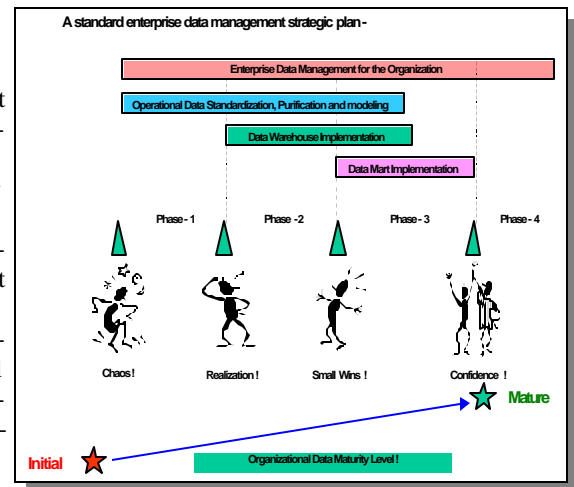 A standard enterprise data management strategic plan -
Enterprise Data Management for the Organization
Operational Data Standardization, Purification and modeling
Data Warehouse Implementation
Data Mart Implementation
Phase - 1
Phase - 2
Phase - 3
Phase - 4
Chaos !
Realization !
Small Wins !
Confidence !
Mature
Initial
Organizational Data Maturity Level !